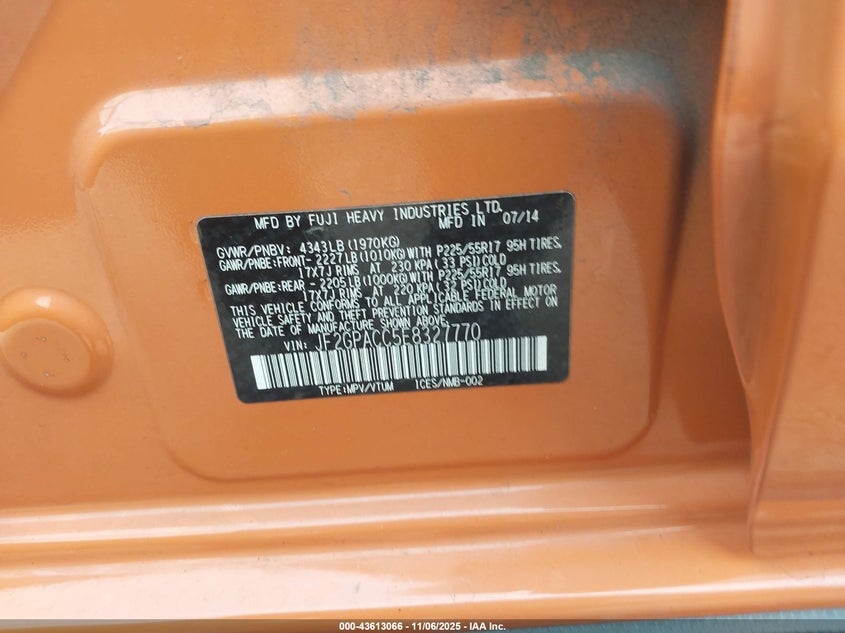 MFD BY FUJI HEAVY INDUSTRIES LTD.
MFD IN 07/14
GVWR/PNBV: 4343LB(1970KG)
GAWR/PNBE:FRONT- 2227LB(1010KG)WITH P225/55R17 95H TIRES,
17X7J RIMS AT 230 KPA( 33 PSI)COLD
GAWR/PNBE:REAR - 2205LB(1000KG)WITH P225/55R17 95H TIRES,
17X7J RIMS AT 220 KPA( 32 PSI)COLD
THIS VEHICLE CONFORMS TO ALL APPLICABLE FEDERAL MOTOR
VEHICLE SAFETY AND THEFT PREVENTION STANDARDS IN EFFECT ON
THE DATE OF MANUFACTURE SHOWN ABOVE.
VIN: JF2GPACC5E8327770
TYPE:MPV/VTUM ICES/NMB-002
000-43613066 - 11/06/2025 - IAA Inc.